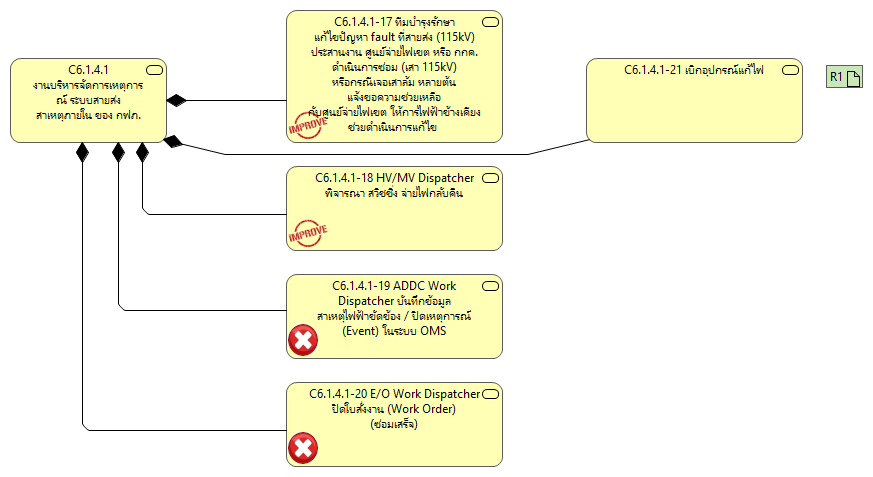 C6.1.4.1
งานบริหารจัดการเหตุการ
ณ์ ระบบสายส่ง
สาเหตุภายใน ของ กฟภ.
C6.1.4.1-17 ทีมบำรุงรักษา
แก้ไขปัญหา fault ที่สายส่ง (115kV)
ประสานงาน ศูนย์จ่ายไฟเขต หรือ กกค.
ดำเนินการซ่อม (เสา 115kV)
หรือกรณีเจอเสาล้ม หลายต้น
แจ้งขอความช่วยเหลือ
กับศูนย์จ่ายไฟเขต ให้การไฟฟ้าข้างเคียง
ช่วยดำเนินการแก้ไข
IMPROVE
C6.1.4.1-21 เบิกอุปกรณ์แก้ไฟ
R1
C6.1.4.1-18 HV/MV Dispatcher
พิจารณา สวิชชิ่ง จ่ายไฟกลับคืน
IMPROVE
C6.1.4.1-19 ADDC Work
Dispatcher บันทึกข้อมูล
สาเหตุไฟฟ้าขัดข้อง / ปิดเหตุการณ์
(Event) ในระบบ OMS
C6.1.4.1-20 E/O Work Dispatcher
ปิดใบสั่งงาน (Work Order)
(ซ่อมเสร็จ)